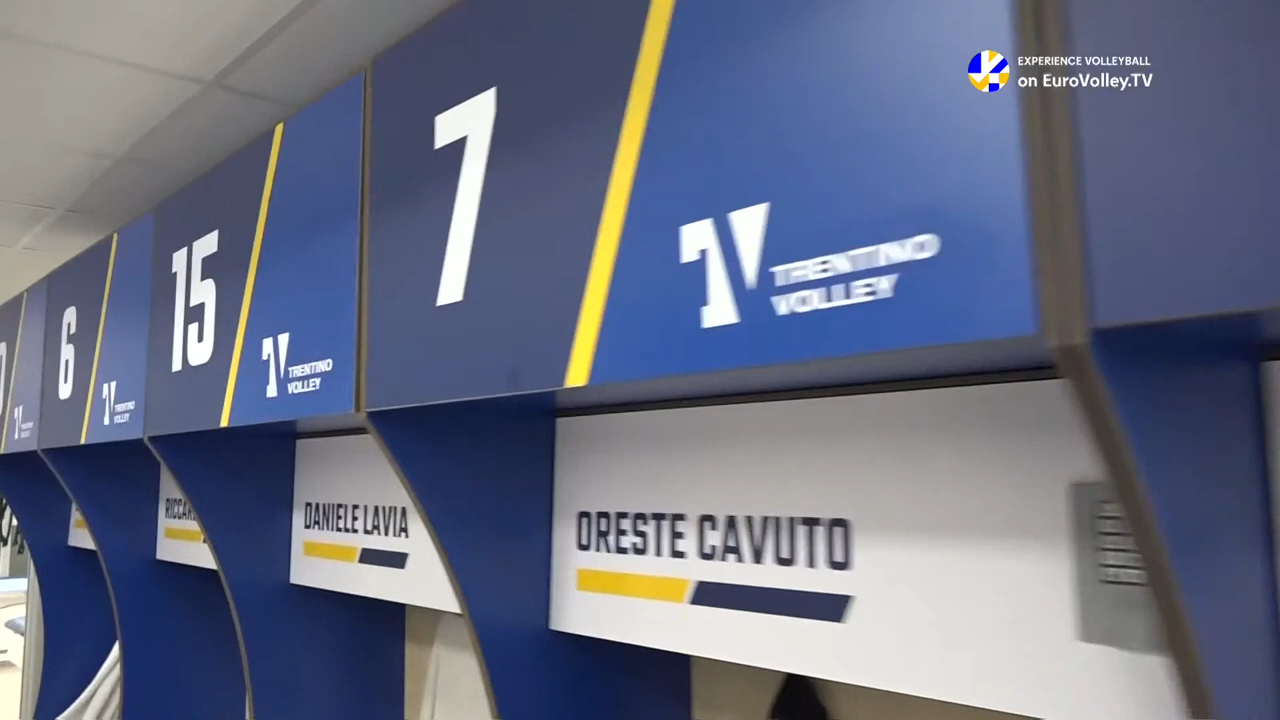 EXPERIENCE VOLLEYBALL
on EuroVolley.TV
7
TRENTINO
VOLLEY
15
TRENTINO
VOLLEY
6
TRENTINO
VOLLEY
ORESTE CAVUTO
DANIELE LAVIA